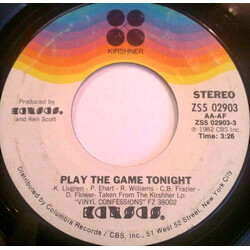 KIRSHNER
Produced by
KANSAS.
and Ken Scott
STEREO
ZS5 02903
AA-AF
ZS5 02903-3
℗ 1982 CBS Inc.
Time: 3:26
PLAY THE GAME TONIGHT
-K. Livgren - P. Ehart - R. Williams - C.B. Frazier -
D. Flower- Taken From The Kirshner Lp
"VINYL CONFESSIONS" FZ 38002
KANSAS.
Distributed by Columbia Records / CBS Inc., 51 West 52 Street, New York City